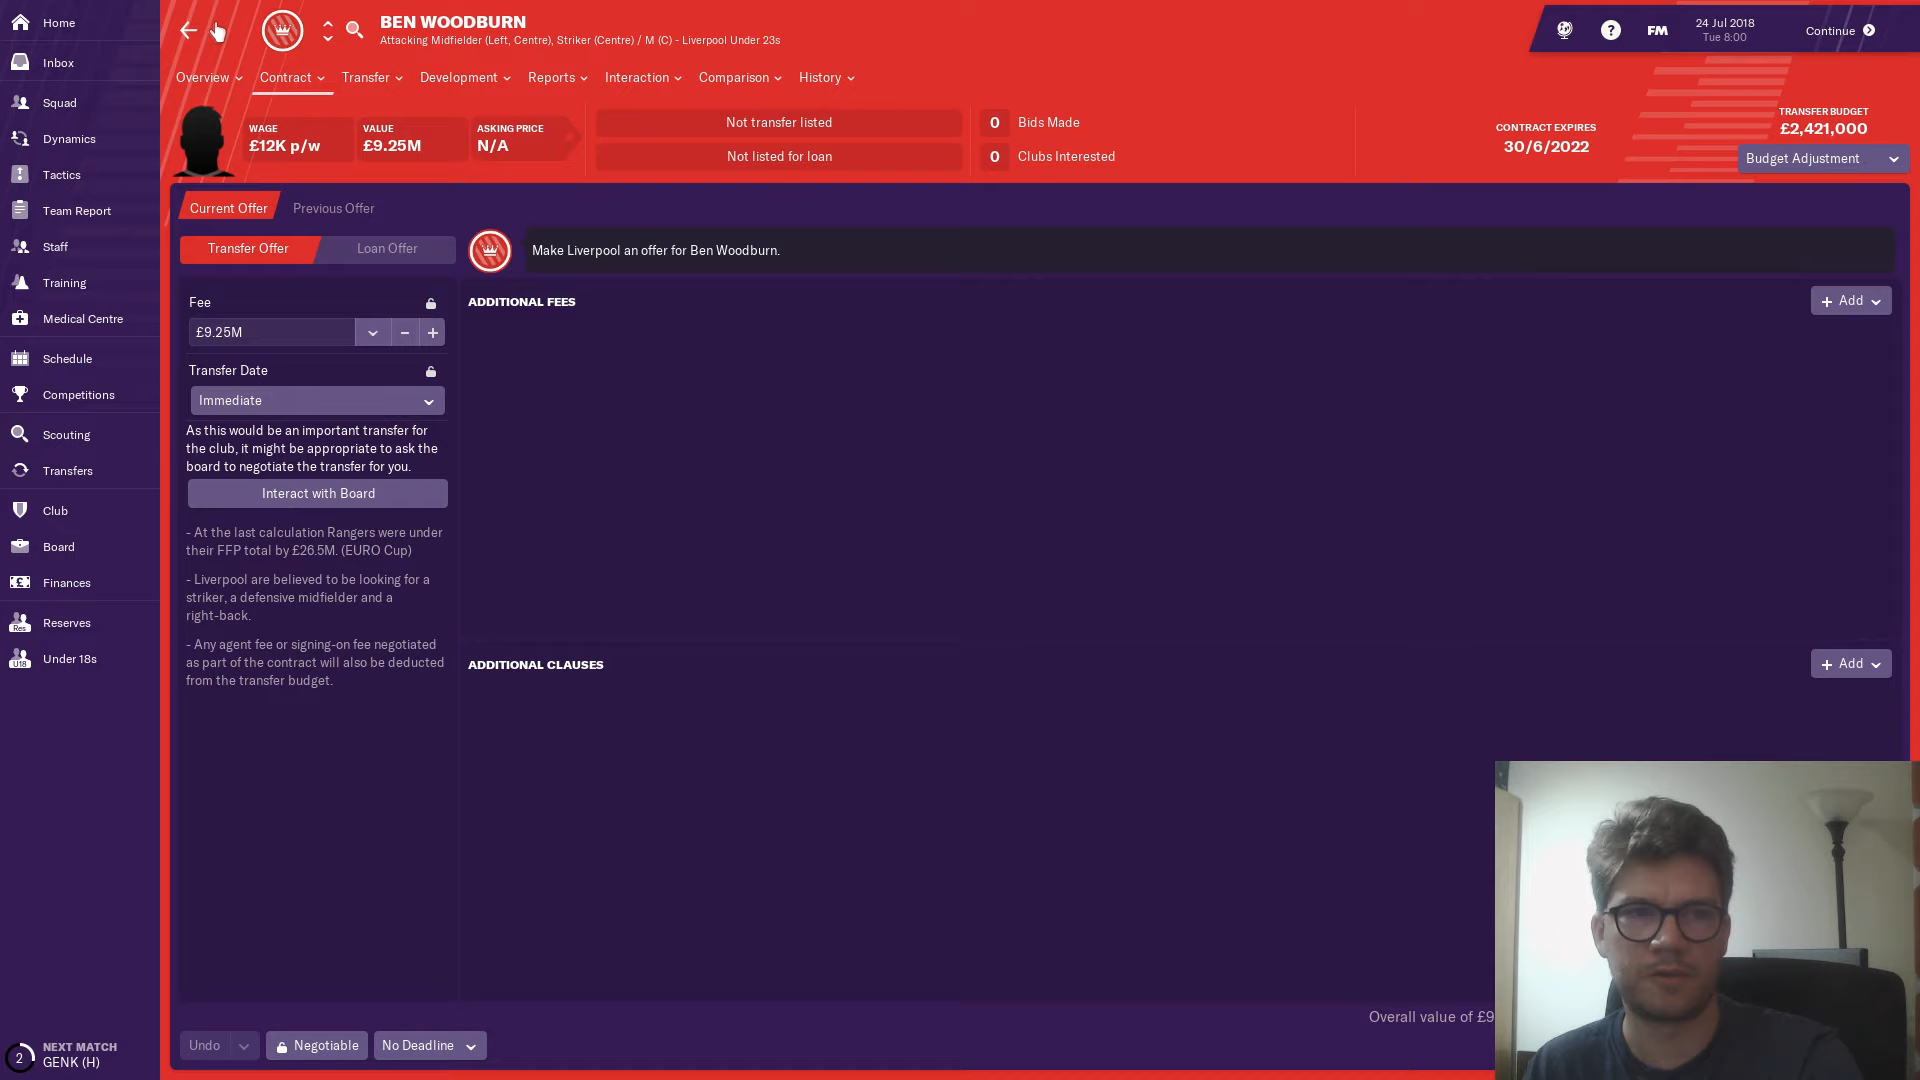 Home
Inbox
Squad
Dynamics
Tactics
Team Report
Staff
Training
Medical Centre
Schedule
Competitions
Scouting
Transfers
Club
Board
Finances
Res
Reserves
U18
Under 18s
2
NEXT MATCH
GENK (H)
BEN WOODBURN
Attacking Midfielder (Left, Centre), Striker (Centre) / M (C) - Liverpool Under 23s
?
FM
24 Jul 2018
Tue 8:00
Continue
Overview
Contract
Transfer
Development
Reports
Interaction
Comparison
History
WAGE
£12K p/w
VALUE
£9.25M
ASKING PRICE
N/A
Not transfer listed
Not listed for loan
0 Bids Made
0 Clubs Interested
CONTRACT EXPIRES
30/6/2022
TRANSFER BUDGET
£2,421,000
Budget Adjustment
Current Offer
Previous Offer
Transfer Offer
Loan Offer
Make Liverpool an offer for Ben Woodburn.
Fee
£9.25M
Transfer Date
Immediate
As this would be an important transfer for
the club, it might be appropriate to ask the
board to negotiate the transfer for you.
Interact with Board
- At the last calculation Rangers were under
their FFP total by £26.5M. (EURO Cup)
- Liverpool are believed to be looking for a
striker, a defensive midfielder and a
right-back.
- Any agent fee or signing-on fee negotiated
as part of the contract will also be deducted
from the transfer budget.
ADDITIONAL FEES
+ Add
ADDITIONAL CLAUSES
+ Add
Overall value of £9
Undo
Negotiable
No Deadline